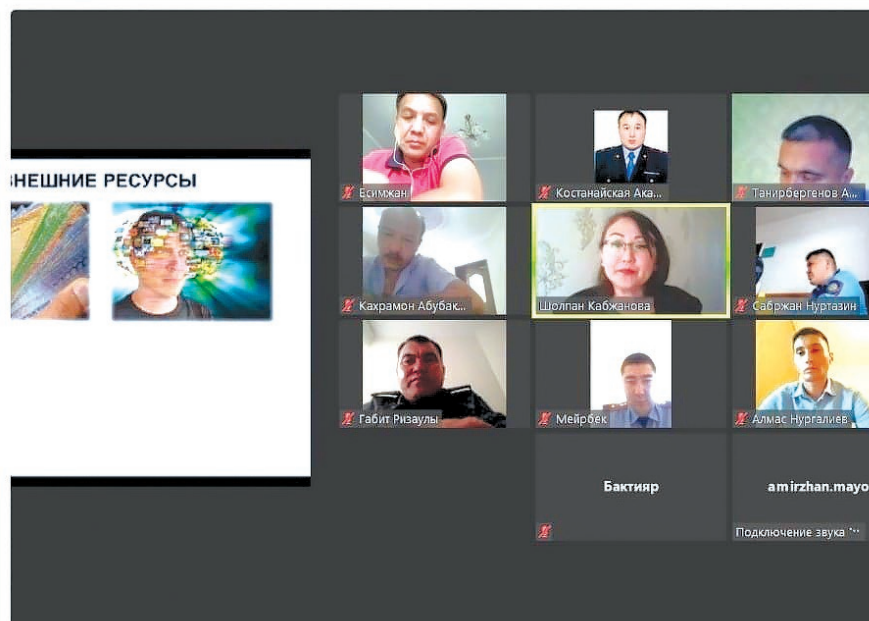 НЕШНИЕ РЕСУРСЫ
Есимжан
Костанайская Ака...
Танирбергенов А...
Кахрамон Абубак...
Шолпан Кабжанова
Сабржан Нуртазин
Габит Ризаулы
Мейрбек
Алмас Нургалиев
Бактияр
amirzhan.mayo
Подключение звука